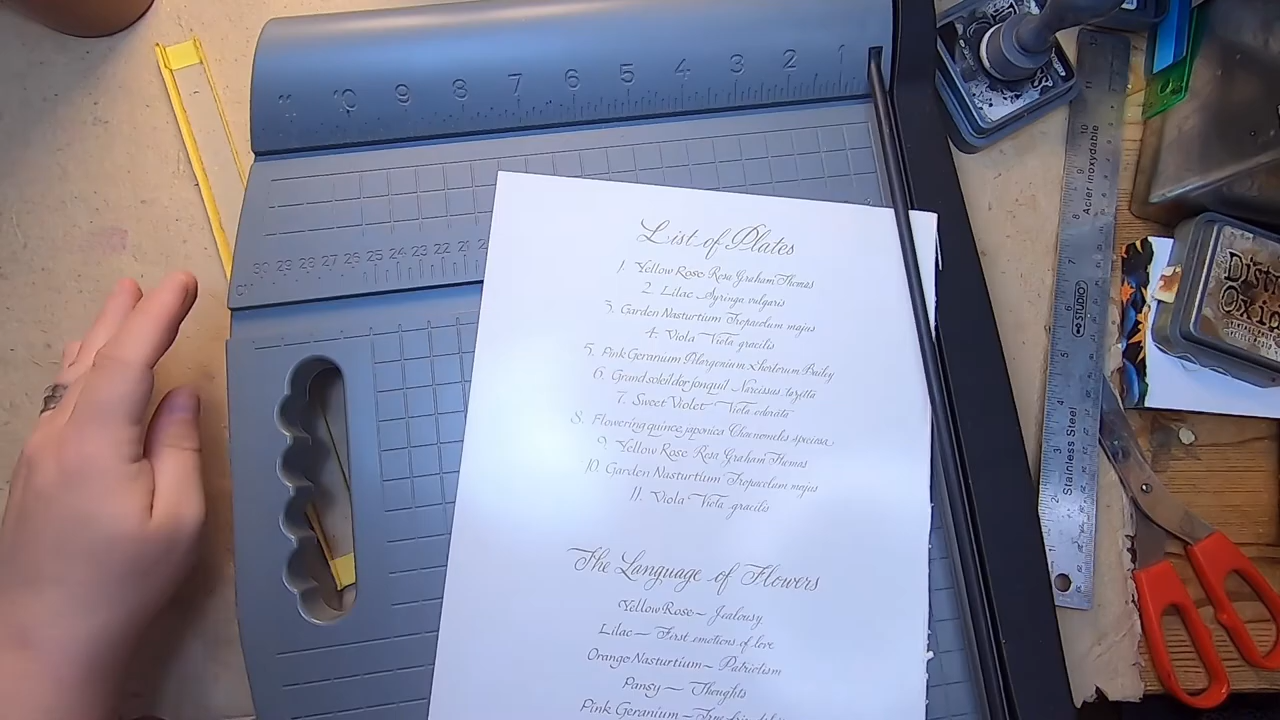 11 10 9 8 7 6 5 4 3 2 1
30 29 28 27 26 25 24 23 22 21
List of Plates
1. Yellow Rose Rosa Graham Thomas
2. Lilac Syringa vulgaris
3. Garden Nasturtium Tropaeolum majus
4. Viola Viola gracilis
5. Pink Geranium Pelargonium x hortorum Bailey
6. Grand soleil d'or jonquil Narcissus tazetta
7. Sweet Violet Viola odorata
8. Flowering quince, japonica Chaenomeles speciosa
9. Yellow Rose Rosa Graham Thomas
10. Garden Nasturtium Tropaeolum majus
11. Viola Viola gracilis
The Language of Flowers
Yellow Rose — Jealousy
Lilac — First emotions of love
Orange Nasturtium — Patriotism
Pansy — Thoughts
Pink Geranium —
Acier inoxydable
STUDIO
Stainless Steel